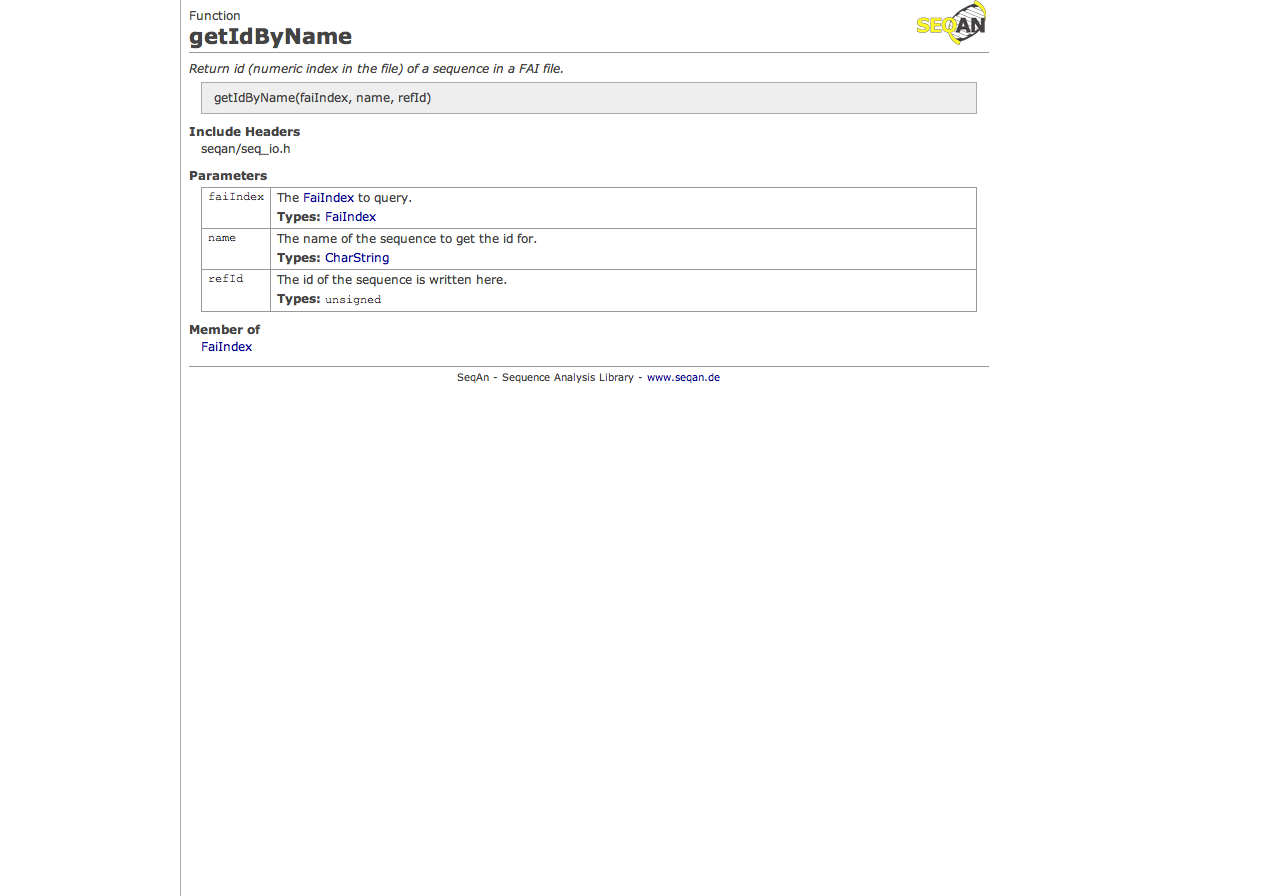 Function
SEQAN
getIdByName
Return id (numeric index in the file) of a sequence in a FAI file.
getIdByName(faiIndex, name, refId)
Include Headers
seqan/seq_io.h
Parameters
faiIndex The FaiIndex to query.
Types: FaiIndex
name The name of the sequence to get the id for.
Types: CharString
refId The id of the sequence is written here.
Types: unsigned
Member of
FaiIndex
SeqAn - Sequence Analysis Library - www.seqan.de